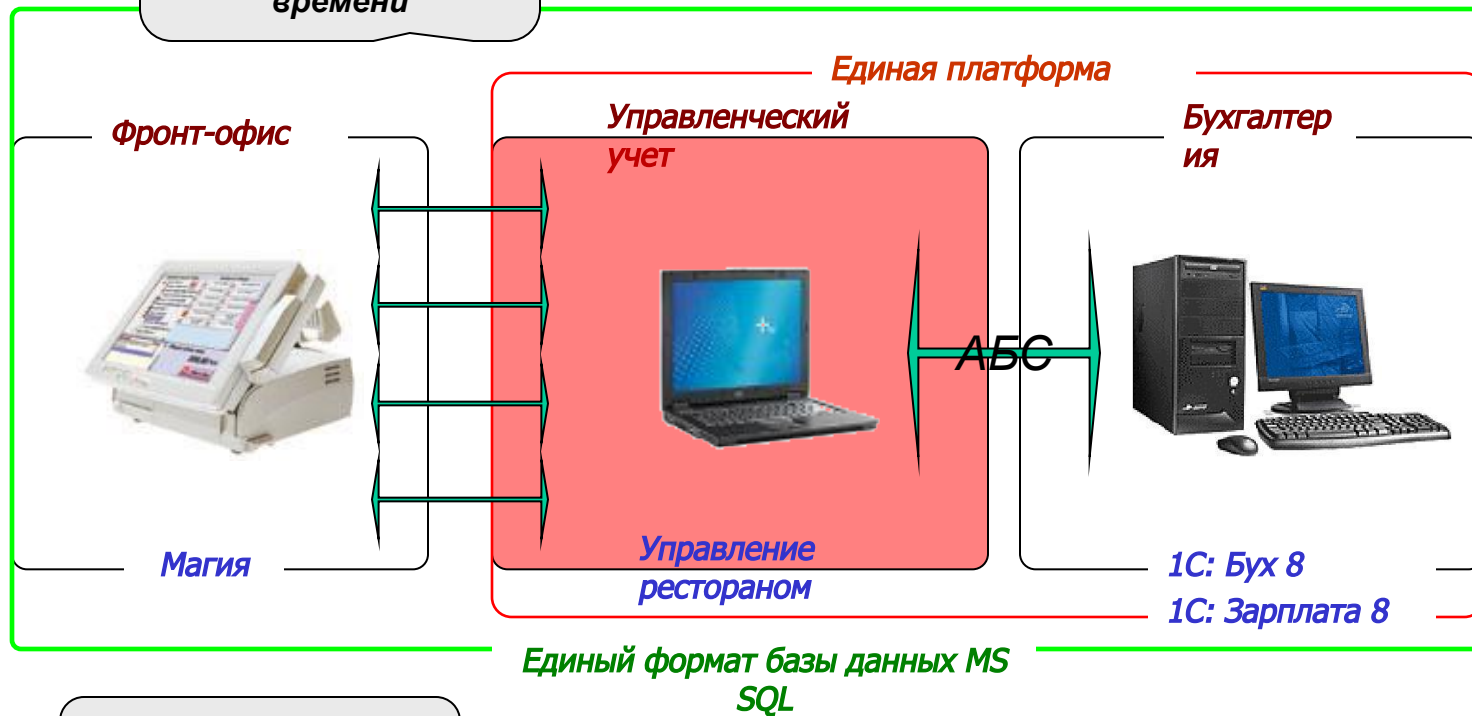 времени
Единая платформа
Фронт-офис
Управленческий
учет
Бухгалтер
ия
АБС
Магия
Управление
рестораном
1С: Бух 8
1С: Зарплата 8
Единый формат базы данных MS
SQL